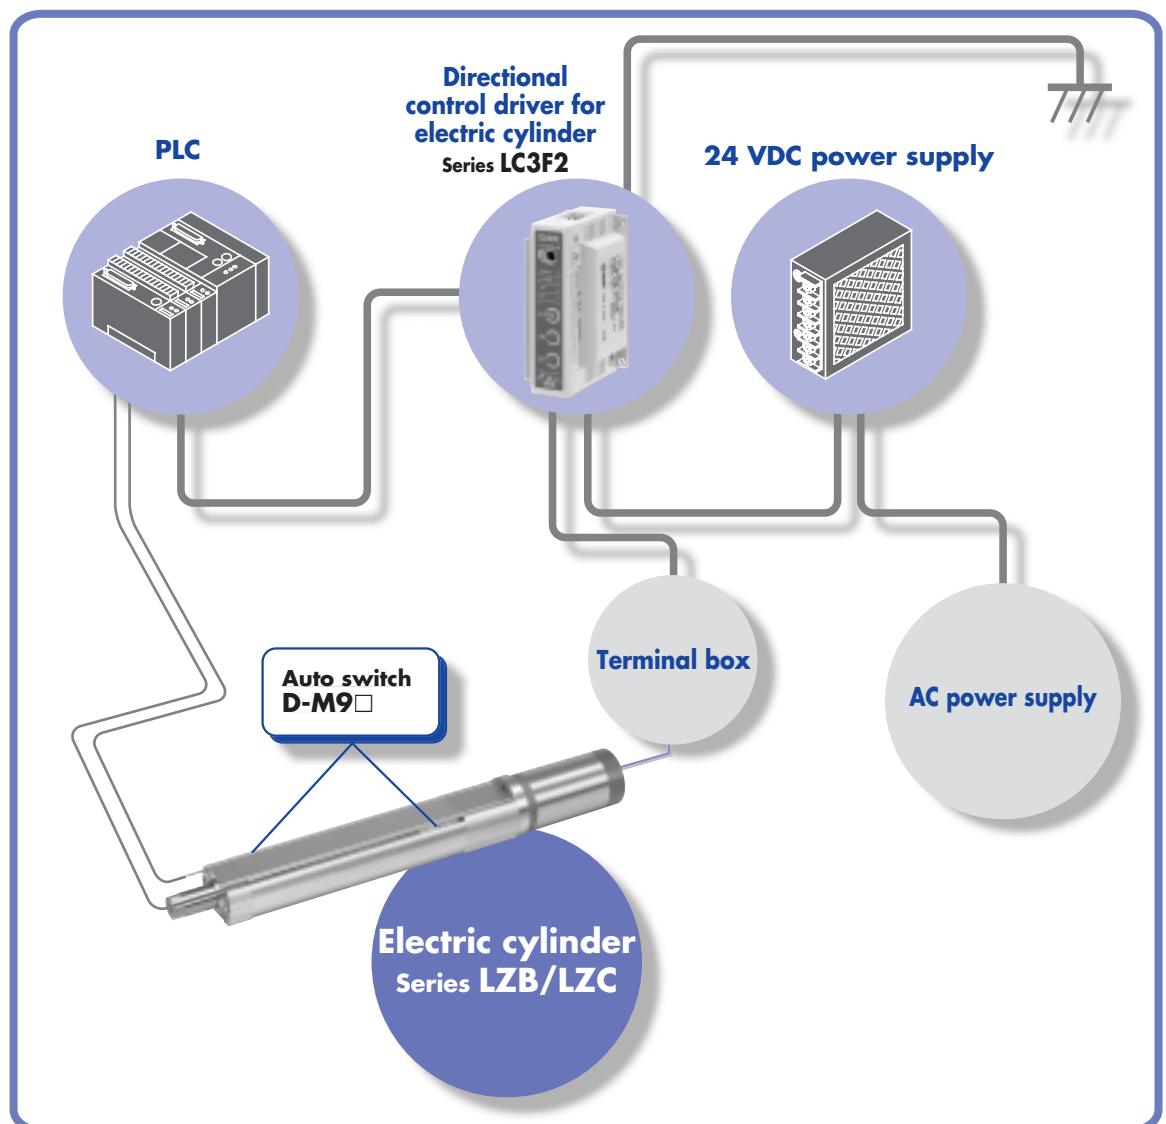 Directional
control driver for
electric cylinder
Series LC3F2
PLC
24 VDC power supply
Auto switch
D-M9□
Terminal box
AC power supply
Electric cylinder
Series LZB/LZC